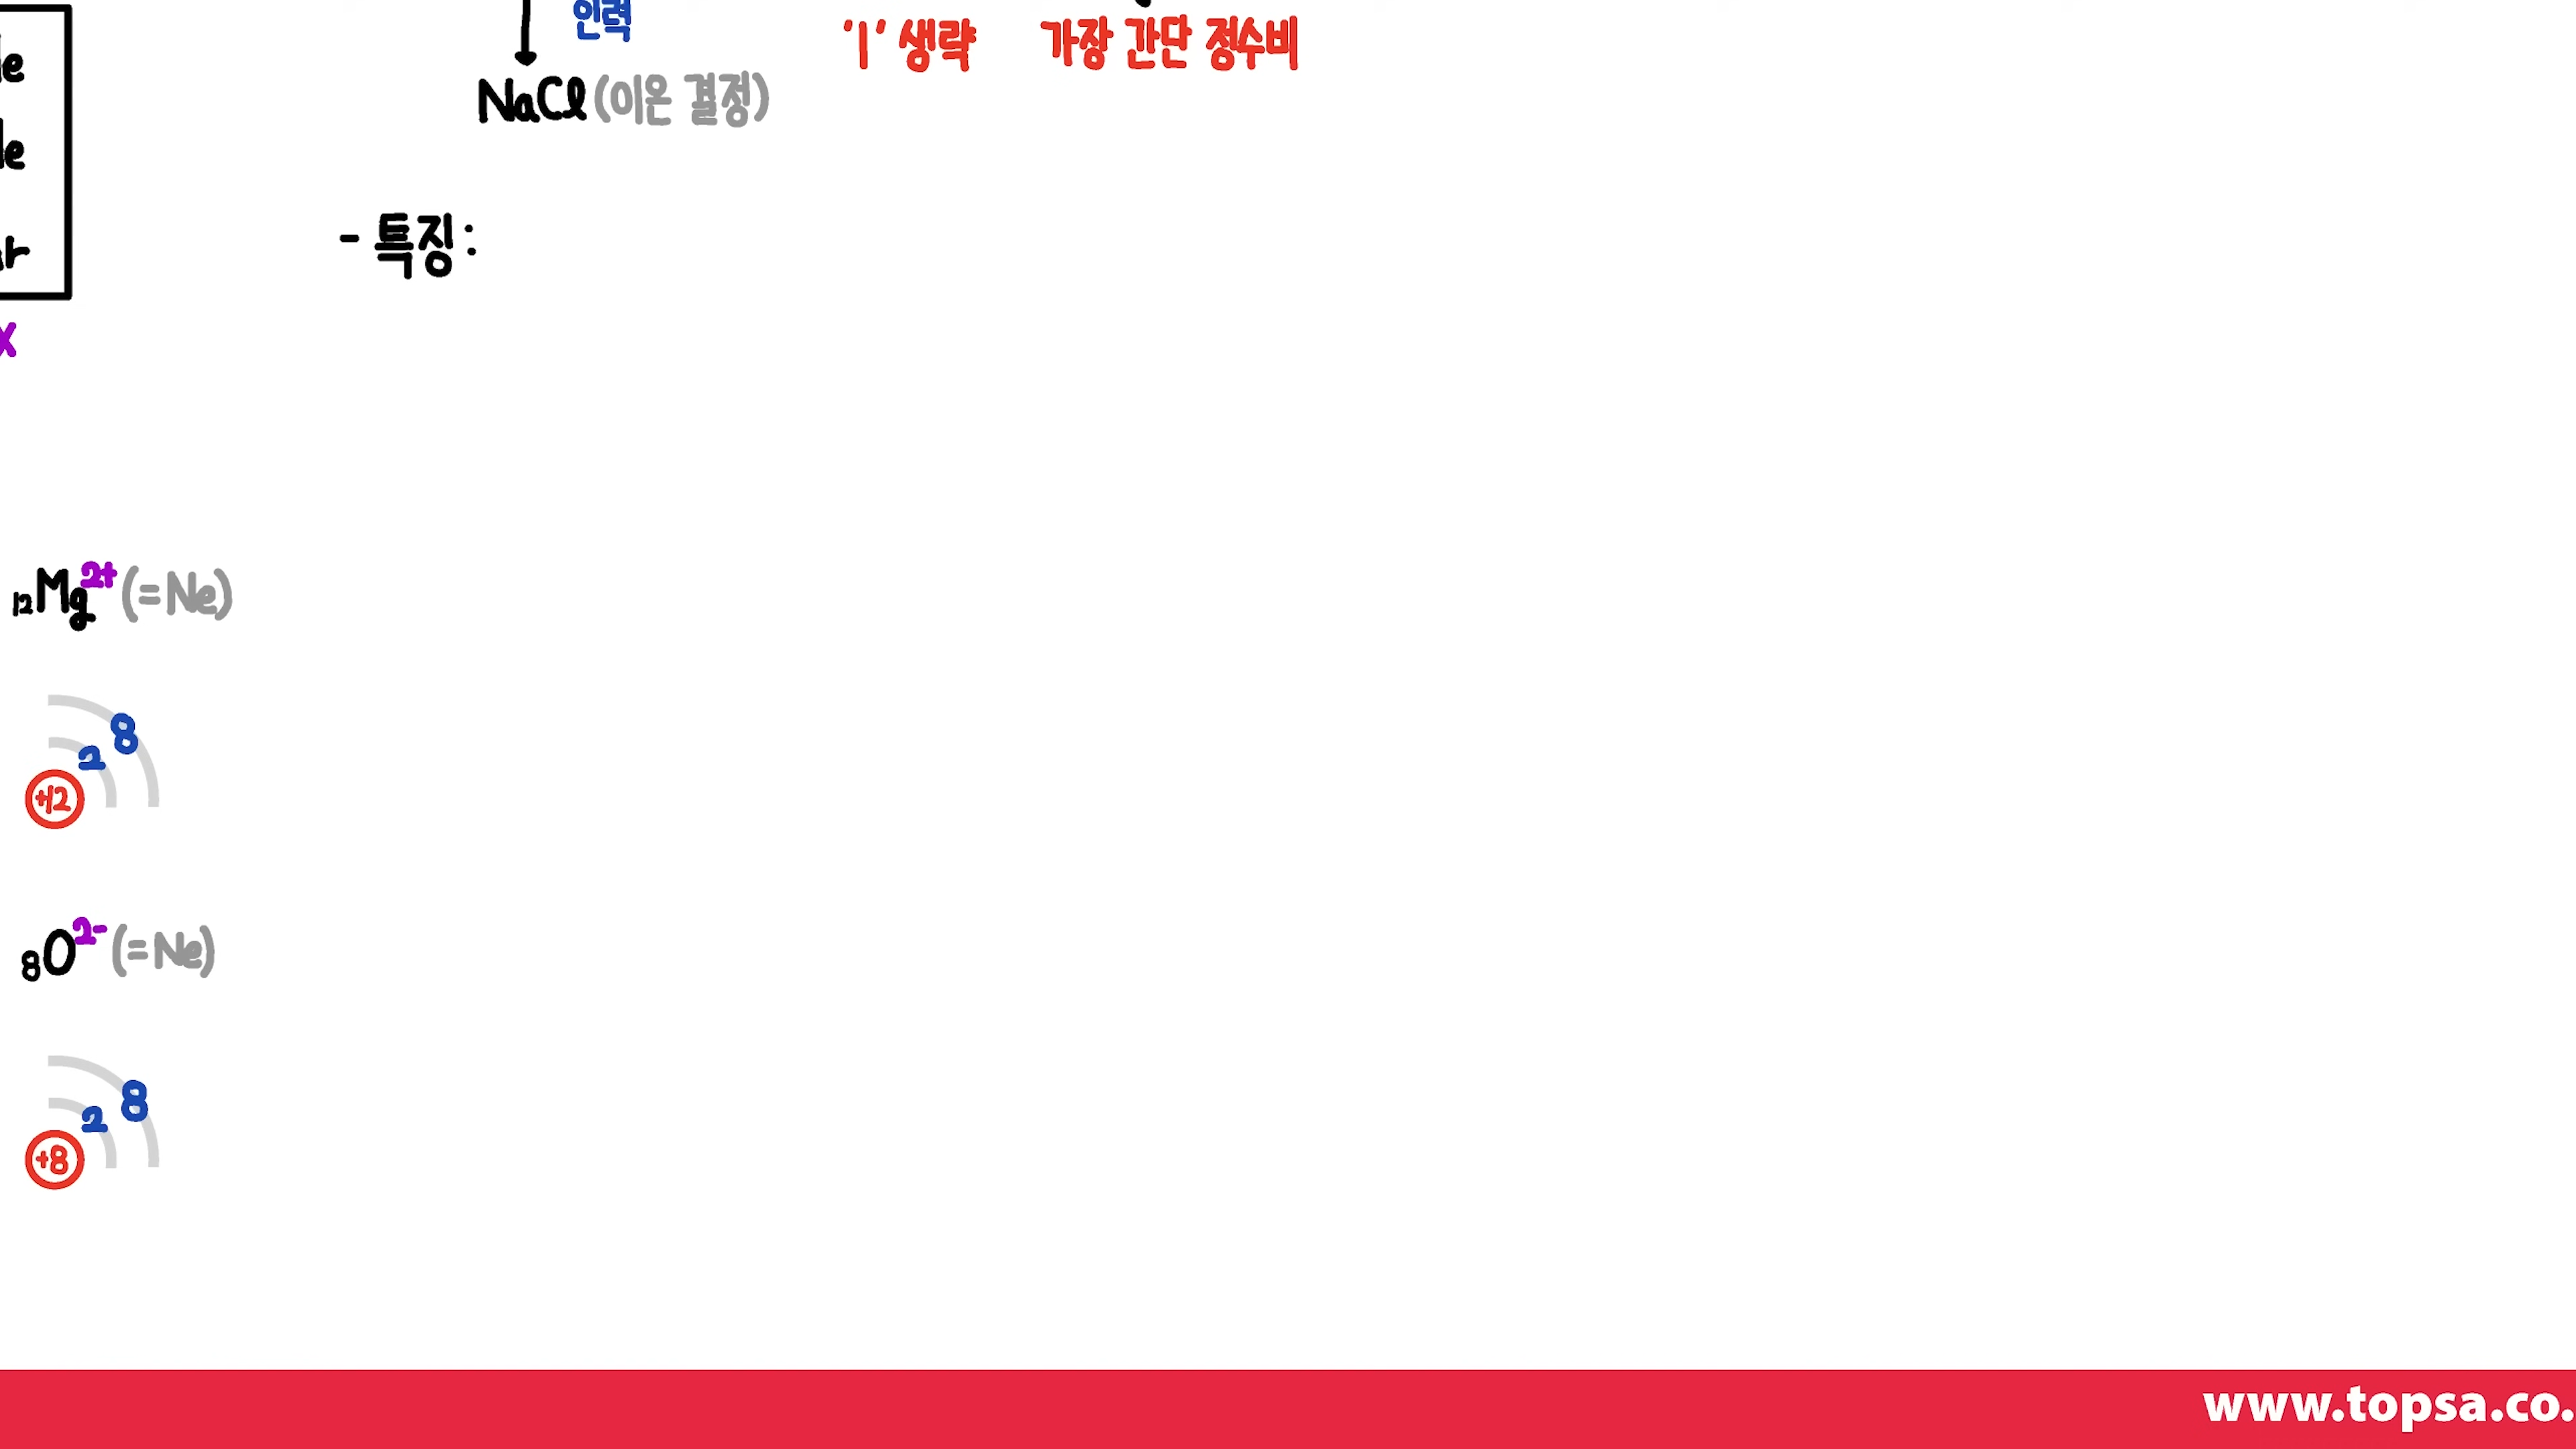 인력
'1' 생략 가장 간단 정수비
NaCl (이온 결정)
- 특징:
x
12Mg2+ (=Ne)
8
2
+12
8O2- (=Ne)
8
2
+8
www.topsa.co.